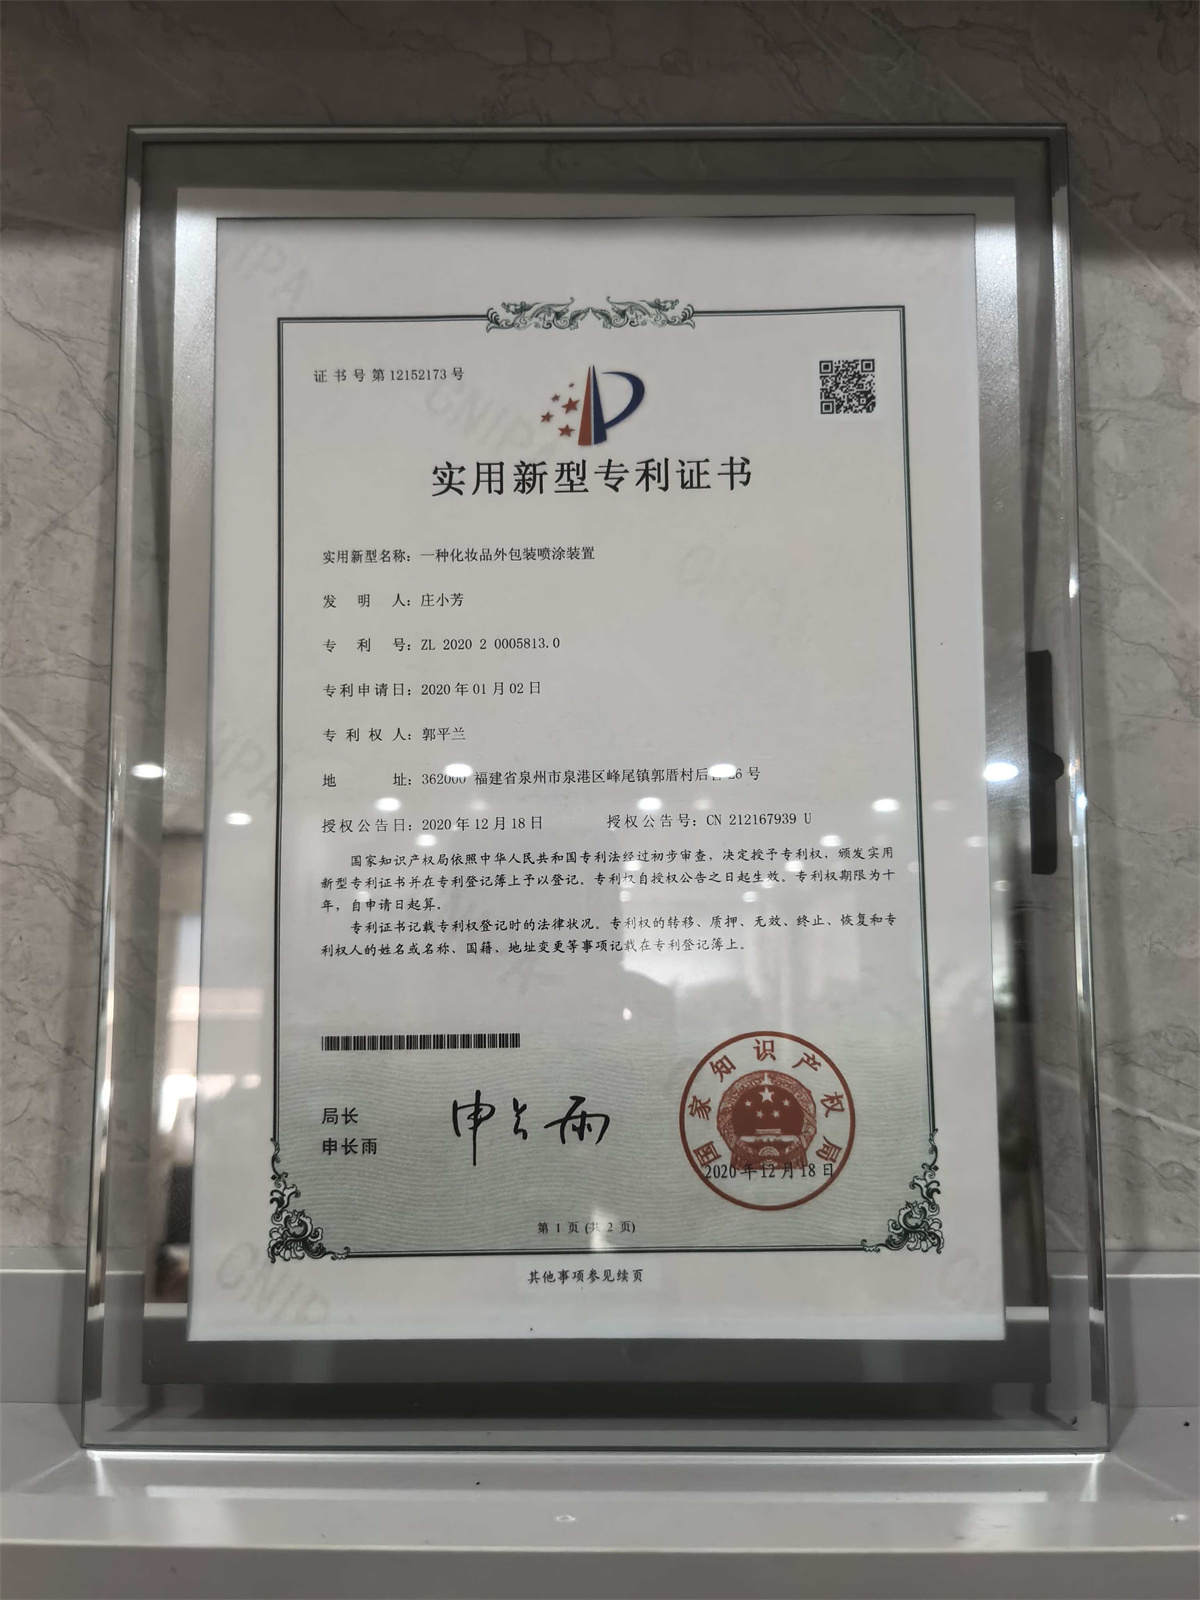 证书号第12152173号
实用新型专利证书
实用新型名称：一种化妆品外包装喷涂装置
发明人：庄小芳
专利号：ZL 2020 2 0005813.0
专利申请日：2020年01月02日
专利权人：郭平兰
地址：362000 福建省泉州市泉港区峰尾镇郭厝村后 6号
授权公告日：2020年12月18日 授权公告号：CN 212167939 U
国家知识产权局依照中华人民共和国专利法经过初步审查，决定授予专利权，颁发实用
新型专利证书并在专利登记簿上予以登记。专利权自授权公告之日起生效。专利权期限为十
年，自申请日起算。
专利证书记载专利权登记时的法律状况。专利权的转移、质押、无效、终止、恢复和专
利权人的姓名或名称、国籍、地址变更等事项记载在专利登记簿上。
局长
申长雨
申长雨
国家知识产权局
2020年12月18日
第 1 页 (共 2 页)
其他事项参见续页
CNIPA
CNIPA
CNIPA
CNIPA